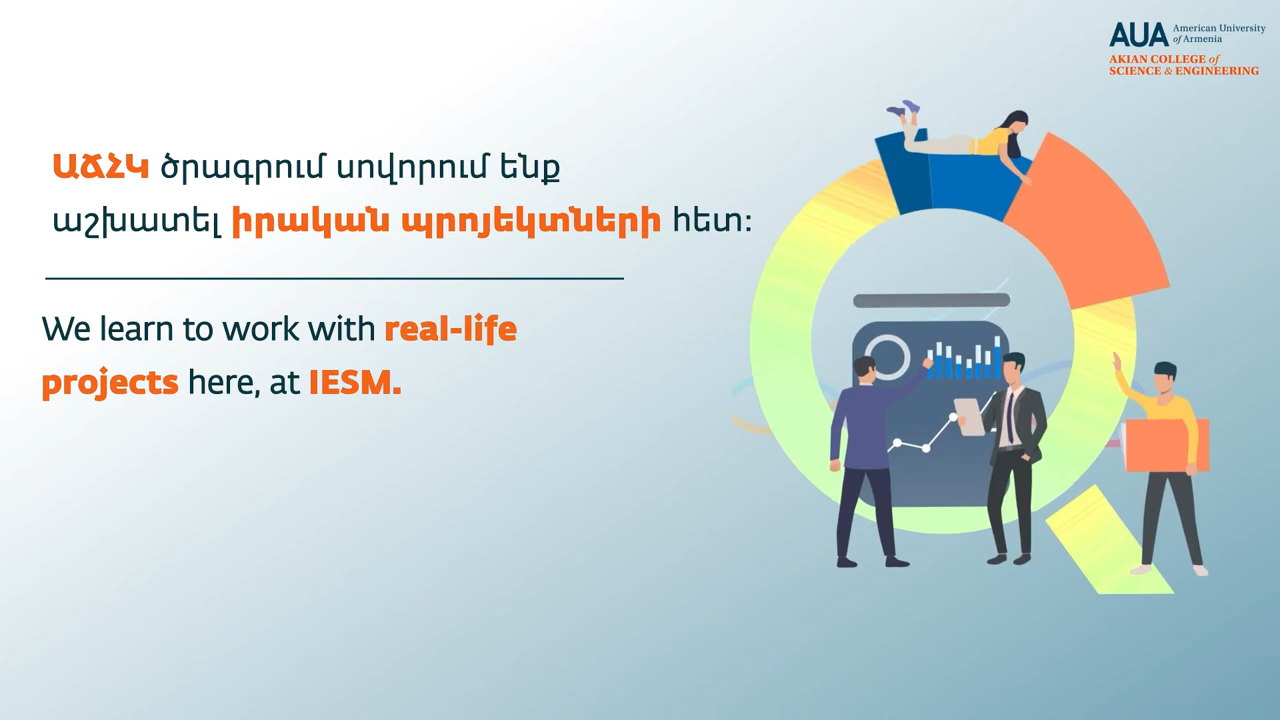 AUA American University of Armenia
AKIAN COLLEGE of
SCIENCE & ENGINEERING
ԱՃՀԿ ծրագրում սովորում ենք
աշխատել իրական պրոյեկտների հետ:
We learn to work with real-life
projects here, at IESM.